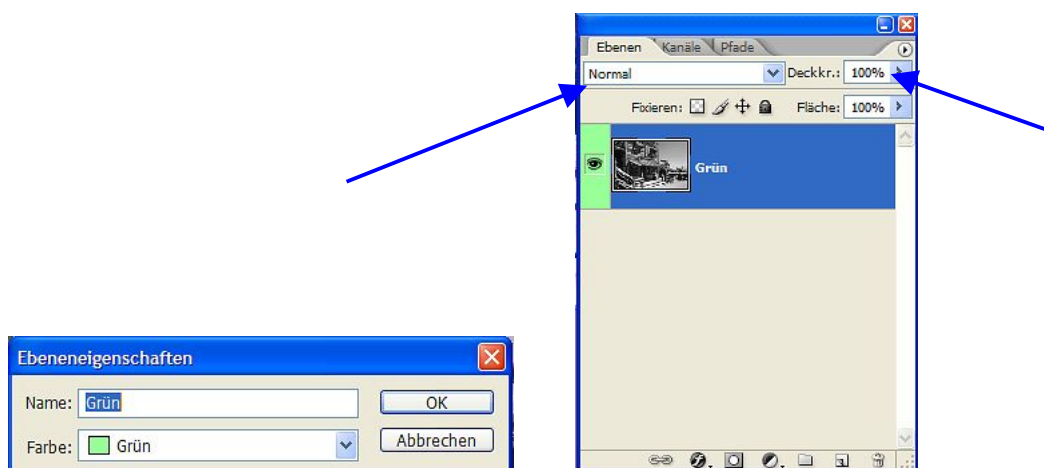 Ebenen Kanäle Pfade
Normal Deckkr.: 100%
Fixieren: Fläche: 100%
Grün
Ebeneneigenschaften
Name: Grün OK
Farbe: Grün Abbrechen